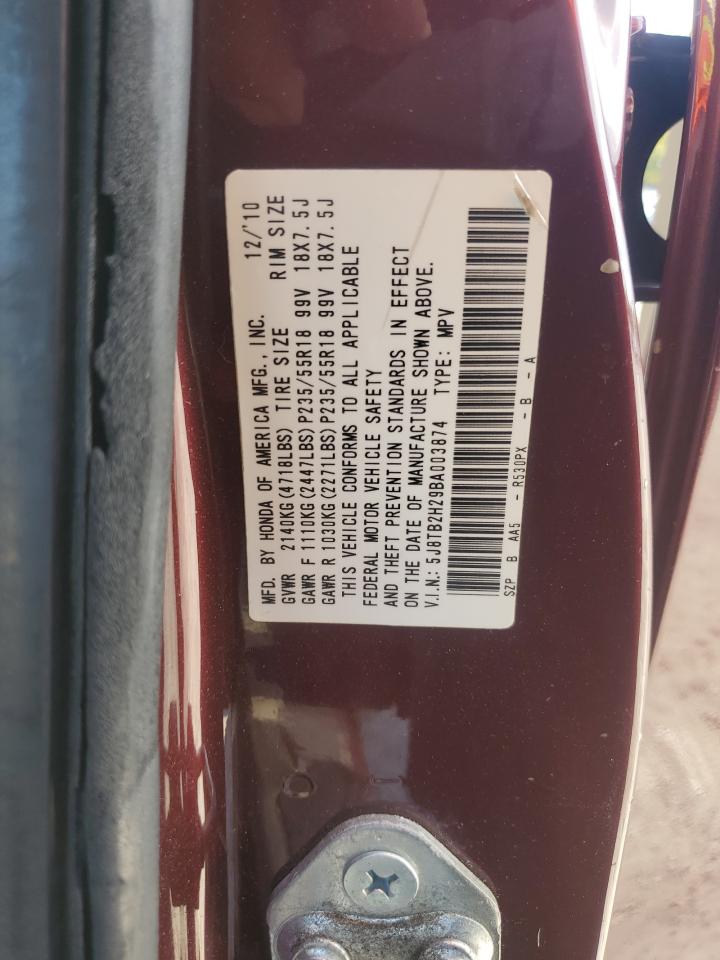 MFD. BY HONDA OF AMERICA MFG., INC. 12/'10
GVWR 2140KG(4718LBS) TIRE SIZE RIM SIZE
GAWR F 1110KG(2447LBS)P235/55R18 99V 18X7.5J
GAWR R 1030KG(2271LBS)P235/55R18 99V 18X7.5J
THIS VEHICLE CONFORMS TO ALL APPLICABLE
FEDERAL MOTOR VEHICLE SAFETY
AND THEFT PREVENTION STANDARDS IN EFFECT
ON THE DATE OF MANUFACTURE SHOWN ABOVE.
V.I.N.: 5J8TB2H29BA003874 TYPE: MPV
SZP B AA5 - R530PX - B - A